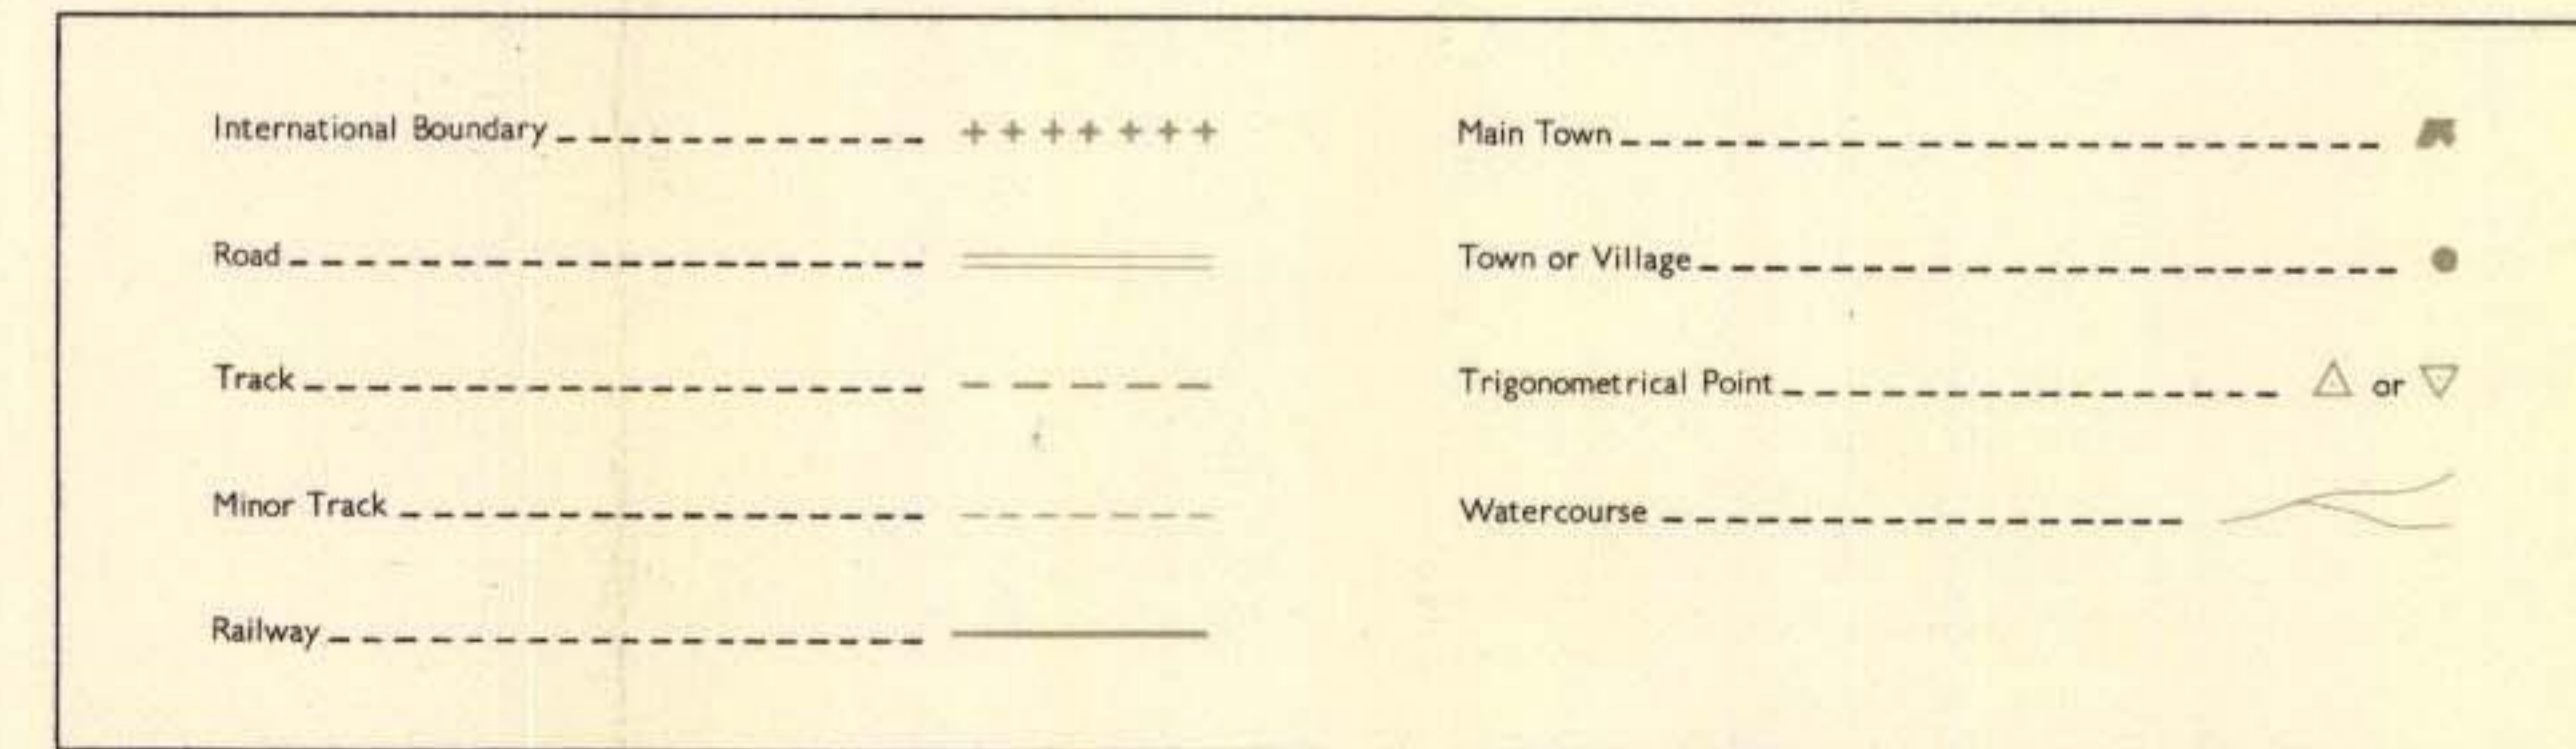 International Boundary
Road
Track
Minor Track
Railway
Main Town
Town or Village
Trigonometrical Point or
Watercourse